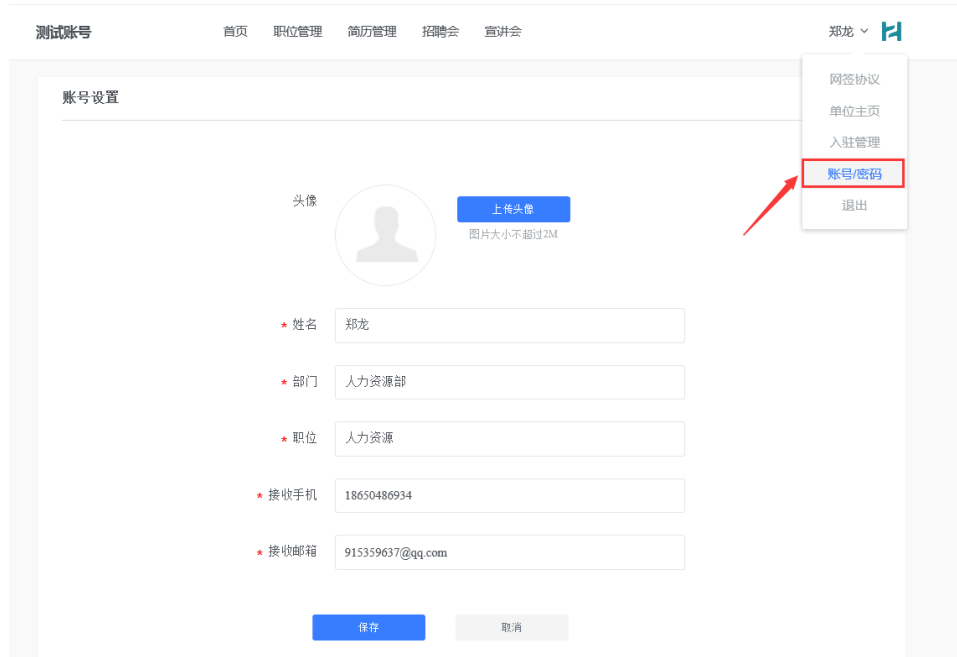 测试账号 首页 职位管理 简历管理 招聘会 宣讲会 郑龙
网签协议
单位主页
入驻管理
账号/密码
退出
账号设置
头像
上传头像
图片大小不超过2M
* 姓名 郑龙
* 部门 人力资源部
* 职位 人力资源
* 接收手机 18650486934
* 接收邮箱 915359637@qq.com
保存 取消